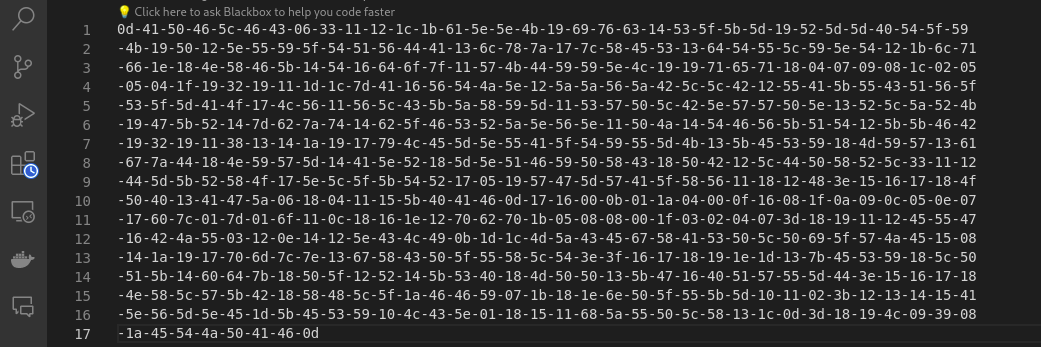 Click here to ask Blackbox to help you code faster
1 0d-41-50-46-5c-46-43-06-33-11-12-1c-1b-61-5e-5e-4b-19-69-76-63-14-53-5f-5b-5d-19-52-5d-5d-40-54-5f-59
2 -4b-19-50-12-5e-55-59-5f-54-51-56-44-41-13-6c-78-7a-17-7c-58-45-53-13-64-54-55-5c-59-5e-54-12-1b-6c-71
3 -66-1e-18-4e-58-46-5b-14-54-16-64-6f-7f-11-57-4b-44-59-59-5e-4c-19-19-71-65-71-18-04-07-09-08-1c-02-05
4 -05-04-1f-19-32-19-11-1d-1c-7d-41-16-56-54-4a-5e-12-5a-5a-56-5a-42-5c-5c-42-12-55-41-5b-55-43-51-56-5f
5 -53-5f-5d-41-4f-17-4c-56-11-56-5c-43-5b-5a-58-59-5d-11-53-57-50-5c-42-5e-57-57-50-5e-13-52-5c-5a-52-4b
6 -19-47-5b-52-14-7d-62-7a-74-14-62-5f-46-53-52-5a-5e-56-5e-11-50-4a-14-54-46-56-5b-51-54-12-5b-5b-46-42
7 -19-32-19-11-38-13-14-1a-19-17-79-4c-45-5d-5e-55-41-5f-54-59-55-5d-4b-13-5b-45-53-59-18-4d-59-57-13-61
8 -67-7a-44-18-4e-59-57-5d-14-41-5e-52-18-5d-5e-51-46-59-50-58-43-18-50-42-12-5c-44-50-58-52-5c-33-11-12
9 -44-5d-5b-52-58-4f-17-5e-5c-5f-5b-54-52-17-05-19-57-47-5d-57-41-5f-58-56-11-18-12-48-3e-15-16-17-18-4f
10 -50-40-13-41-47-5a-06-18-04-11-15-5b-40-41-46-0d-17-16-00-0b-01-1a-04-00-0f-16-08-1f-0a-09-0c-05-0e-07
11 -17-60-7c-01-7d-01-6f-11-0c-18-16-1e-12-70-62-70-1b-05-08-08-00-1f-03-02-04-07-3d-18-19-11-12-45-55-47
12 -16-42-4a-55-03-12-0e-14-12-5e-43-4c-49-0b-1d-1c-4d-5a-43-45-67-58-41-53-50-5c-50-69-5f-57-4a-45-15-08
13 -14-1a-19-17-70-6d-7c-7e-13-67-58-43-50-5f-55-58-5c-54-3e-3f-16-17-18-19-1e-1d-13-7b-45-53-59-18-5c-50
14 -51-5b-14-60-64-7b-18-50-5f-12-52-14-5b-53-40-18-4d-50-50-13-5b-47-16-40-51-57-55-5d-44-3e-15-16-17-18
15 -4e-58-5c-57-5b-42-18-58-48-5c-5f-1a-46-46-59-07-1b-18-1e-6e-50-5f-55-5b-5d-10-11-02-3b-12-13-14-15-41
16 -5e-56-5d-5e-45-1d-5b-45-53-59-10-4c-43-5e-01-18-15-11-68-5a-55-50-5c-58-13-1c-0d-3d-18-19-4c-09-39-08
17 -1a-45-54-4a-50-41-46-0d